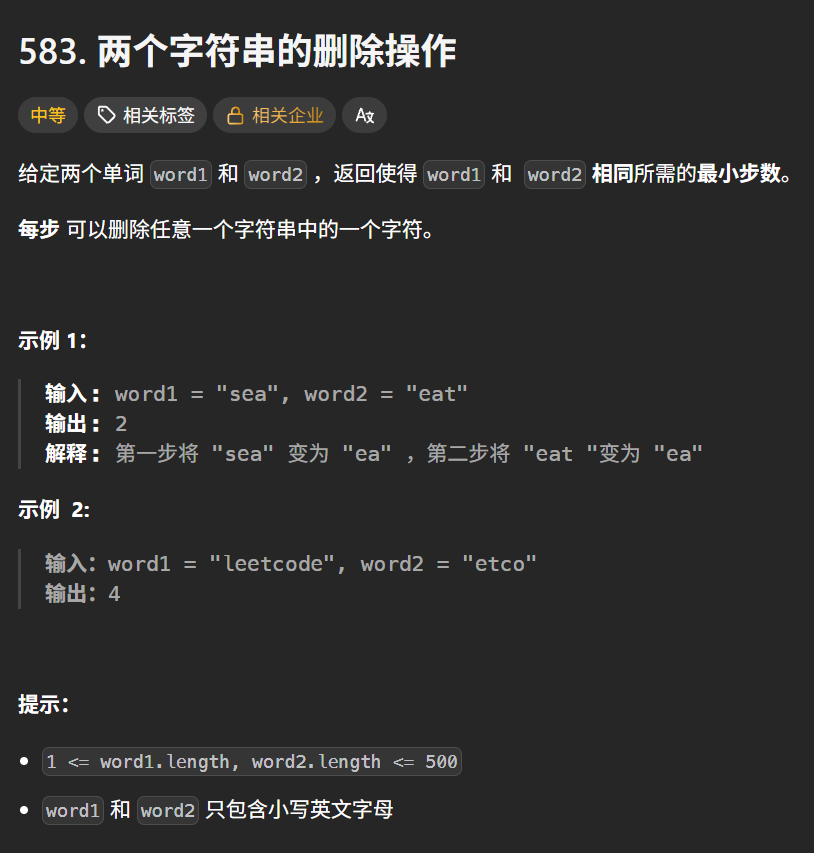 583. 两个字符串的删除操作
中等 相关标签 相关企业 Aあ
给定两个单词 word1 和 word2 ，返回使得 word1 和 word2 相同所需的最小步数。
每步 可以删除任意一个字符串中的一个字符。
示例 1：
输入: word1 = "sea", word2 = "eat"
输出: 2
解释: 第一步将 "sea" 变为 "ea" ，第二步将 "eat "变为 "ea"
示例 2:
输入：word1 = "leetcode", word2 = "etco"
输出：4
提示：
1 <= word1.length, word2.length <= 500
word1 和 word2 只包含小写英文字母